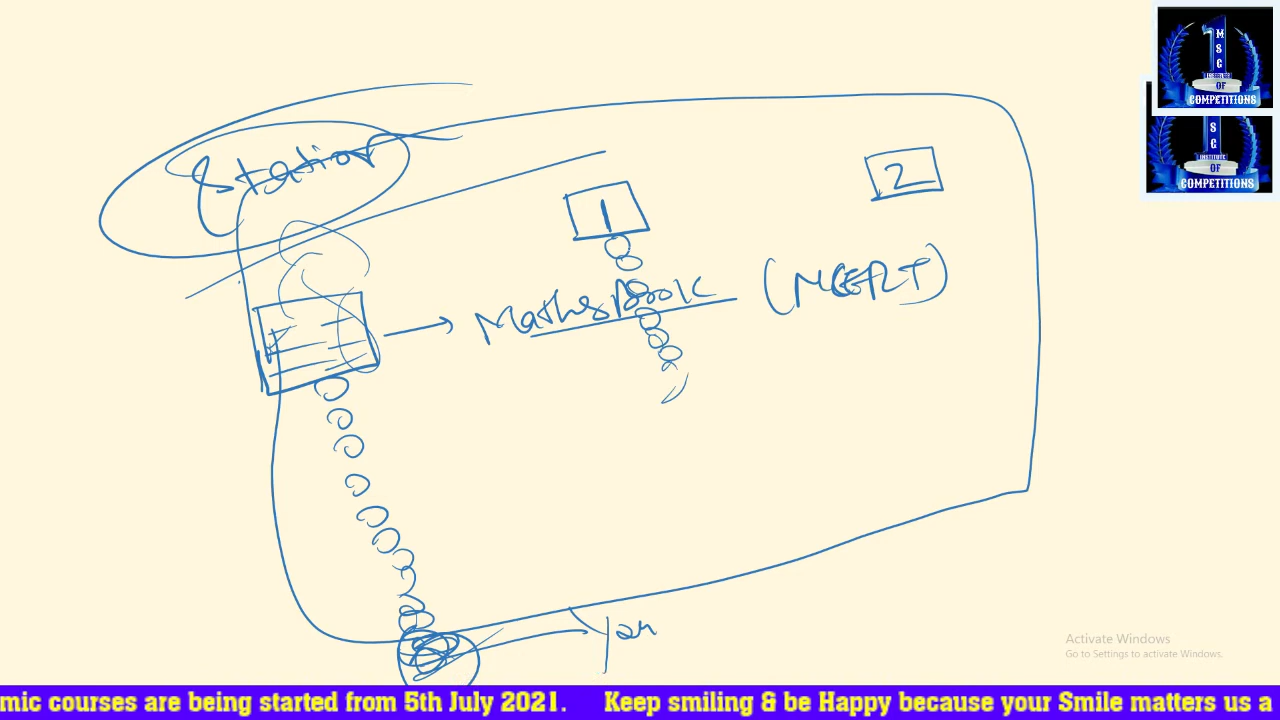 M
S
G
INSTITUTE
OF
COMPETITIONS
S
G
INSTITUTE
OF
COMPETITIONS
Station
1
2
Maths Book (NCERT)
You
Activate Windows
Go to Settings to activate Windows.
mic courses are being started from 5th July 2021. Keep smiling & be Happy because your Smile matters us a